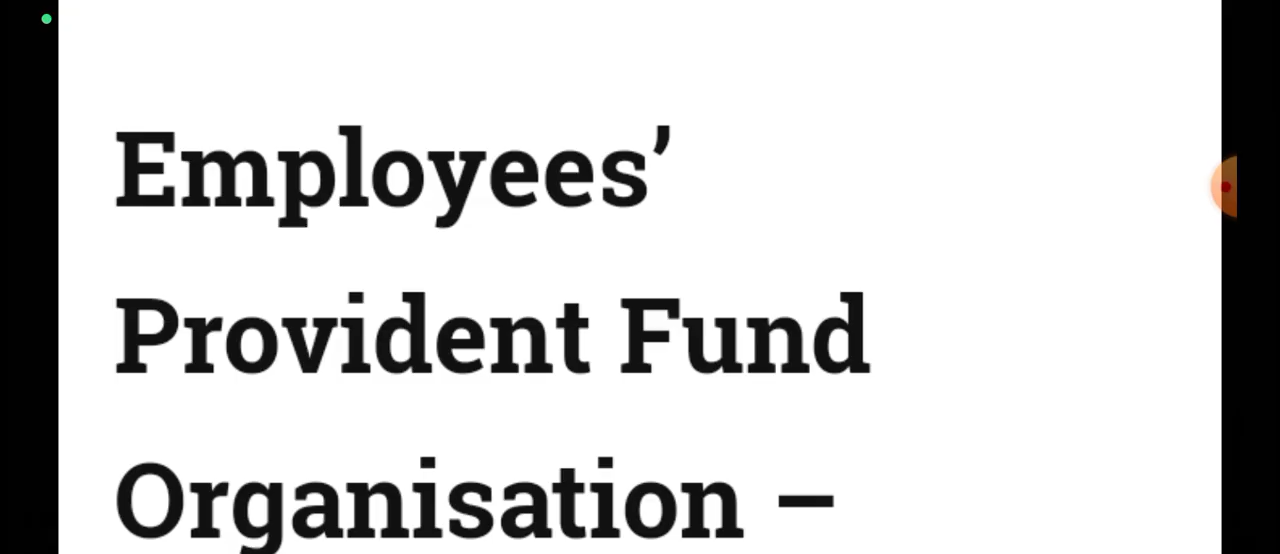 Employees’
Provident Fund
Organisation –